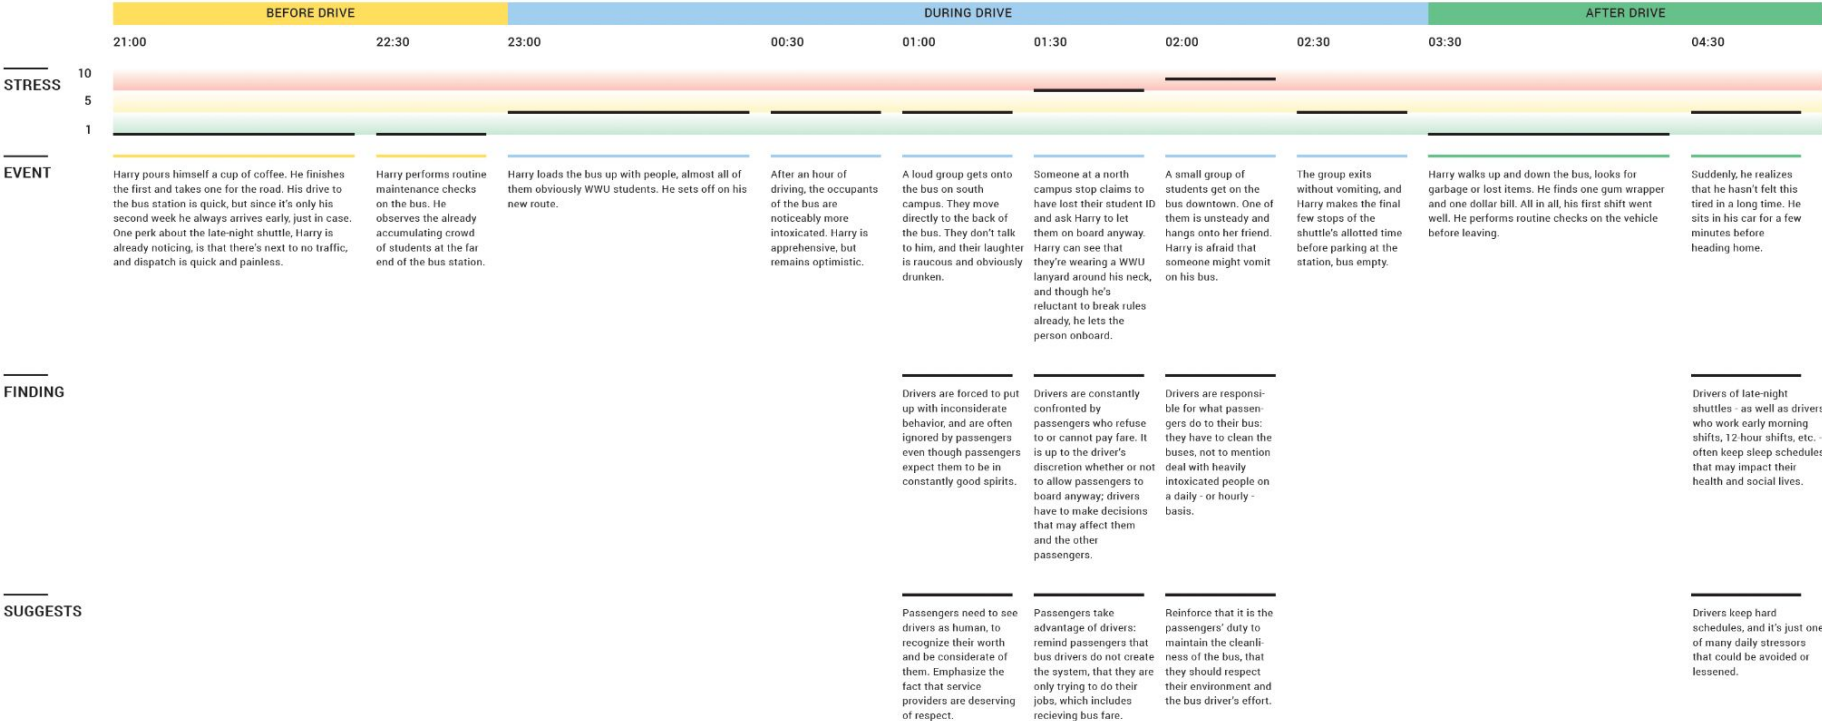 BEFORE DRIVE
DURING DRIVE
AFTER DRIVE
21:00
22:30
23:00
00:30
01:00
01:30
02:00
02:30
03:30
04:30
STRESS
10
5
1
EVENT
Harry pours himself a cup of coffee. He finishes
the first and takes one for the road. His drive to
the bus station is quick, but since it's only his
second week he always arrives early, just in case.
One perk about the late-night shuttle, Harry is
already noticing, is that there's next to no traffic,
and dispatch is quick and painless.
Harry performs routine
maintenance checks
on the bus. He
observes the already
accumulating crowd
of students at the far
end of the bus station.
Harry loads the bus up with people, almost all of
them obviously WWU students. He sets off on his
new route.
After an hour of
driving, the occupants
of the bus are
noticeably more
intoxicated. Harry is
apprehensive, but
remains optimistic.
A loud group gets onto
the bus on south
campus. They move
directly to the back of
the bus. They don't talk
to him, and their laughter
is raucous and obviously
drunken.
Someone at a north
campus stop claims to
have lost their student ID
and ask Harry to let
them on board anyway.
Harry can see that
they're wearing a WWU
lanyard around his neck,
and though he's
reluctant to break rules
already, he lets the
person onboard.
A small group of
students get on the
bus downtown. One of
them is unsteady and
hangs onto her friend.
Harry is afraid that
someone might vomit
on his bus.
The group exits
without vomiting, and
Harry makes the final
few stops of the
shuttle's allotted time
before parking at the
station, bus empty.
Harry walks up and down the bus, looks for
garbage or lost items. He finds one gum wrapper
and one dollar bill. All in all, his first shift went
well. He performs routine checks on the vehicle
before leaving.
Suddenly, he realizes
that he hasn't felt this
tired in a long time. He
sits in his car for a few
minutes before
heading home.
FINDING
Drivers are forced to put
up with inconsiderate
behavior, and are often
ignored by passengers
even though passengers
expect them to be in
constantly good spirits.
Drivers are constantly
confronted by
passengers who refuse
to or cannot pay fare. It
is up to the driver's
discretion whether or not
to allow passengers to
board anyway; drivers
have to make decisions
that may affect them
and the other
passengers.
Drivers are responsi-
ble for what passen-
gers do to their bus:
they have to clean the
buses, not to mention
deal with heavily
intoxicated people on
a daily - or hourly -
basis.
Drivers of late-night
shuttles - as well as drivers
who work early morning
shifts, 12-hour shifts, etc. -
often keep sleep schedules
that may impact their
health and social lives.
SUGGESTS
Passengers need to see
drivers as human, to
recognize their worth
and be considerate of
them. Emphasize the
fact that service
providers are deserving
of respect.
Passengers take
advantage of drivers:
remind passengers that
bus drivers do not create
the system, that they are
only trying to do their
jobs, which includes
recieving bus fare.
Reinforce that it is the
passengers' duty to
maintain the cleanli-
ness of the bus, that
they should respect
their environment and
the bus driver's effort.
Drivers keep hard
schedules, and it's just one
of many daily stressors
that could be avoided or
lessened.